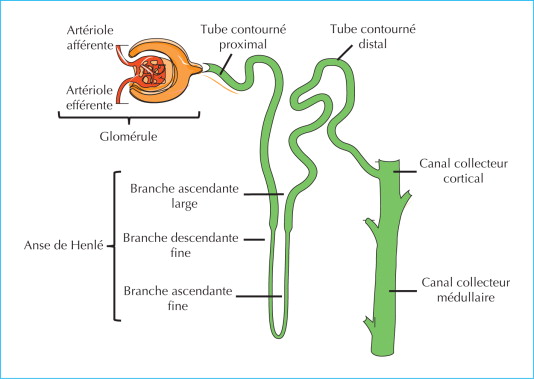 Artériole
afférente
Artériole
efférente
Glomérule
Tube contourné
proximal
Tube contourné
distal
Canal collecteur
cortical
Anse de Henlé
Branche ascendante
large
Branche descendante
fine
Branche ascendante
fine
Canal collecteur
médullaire